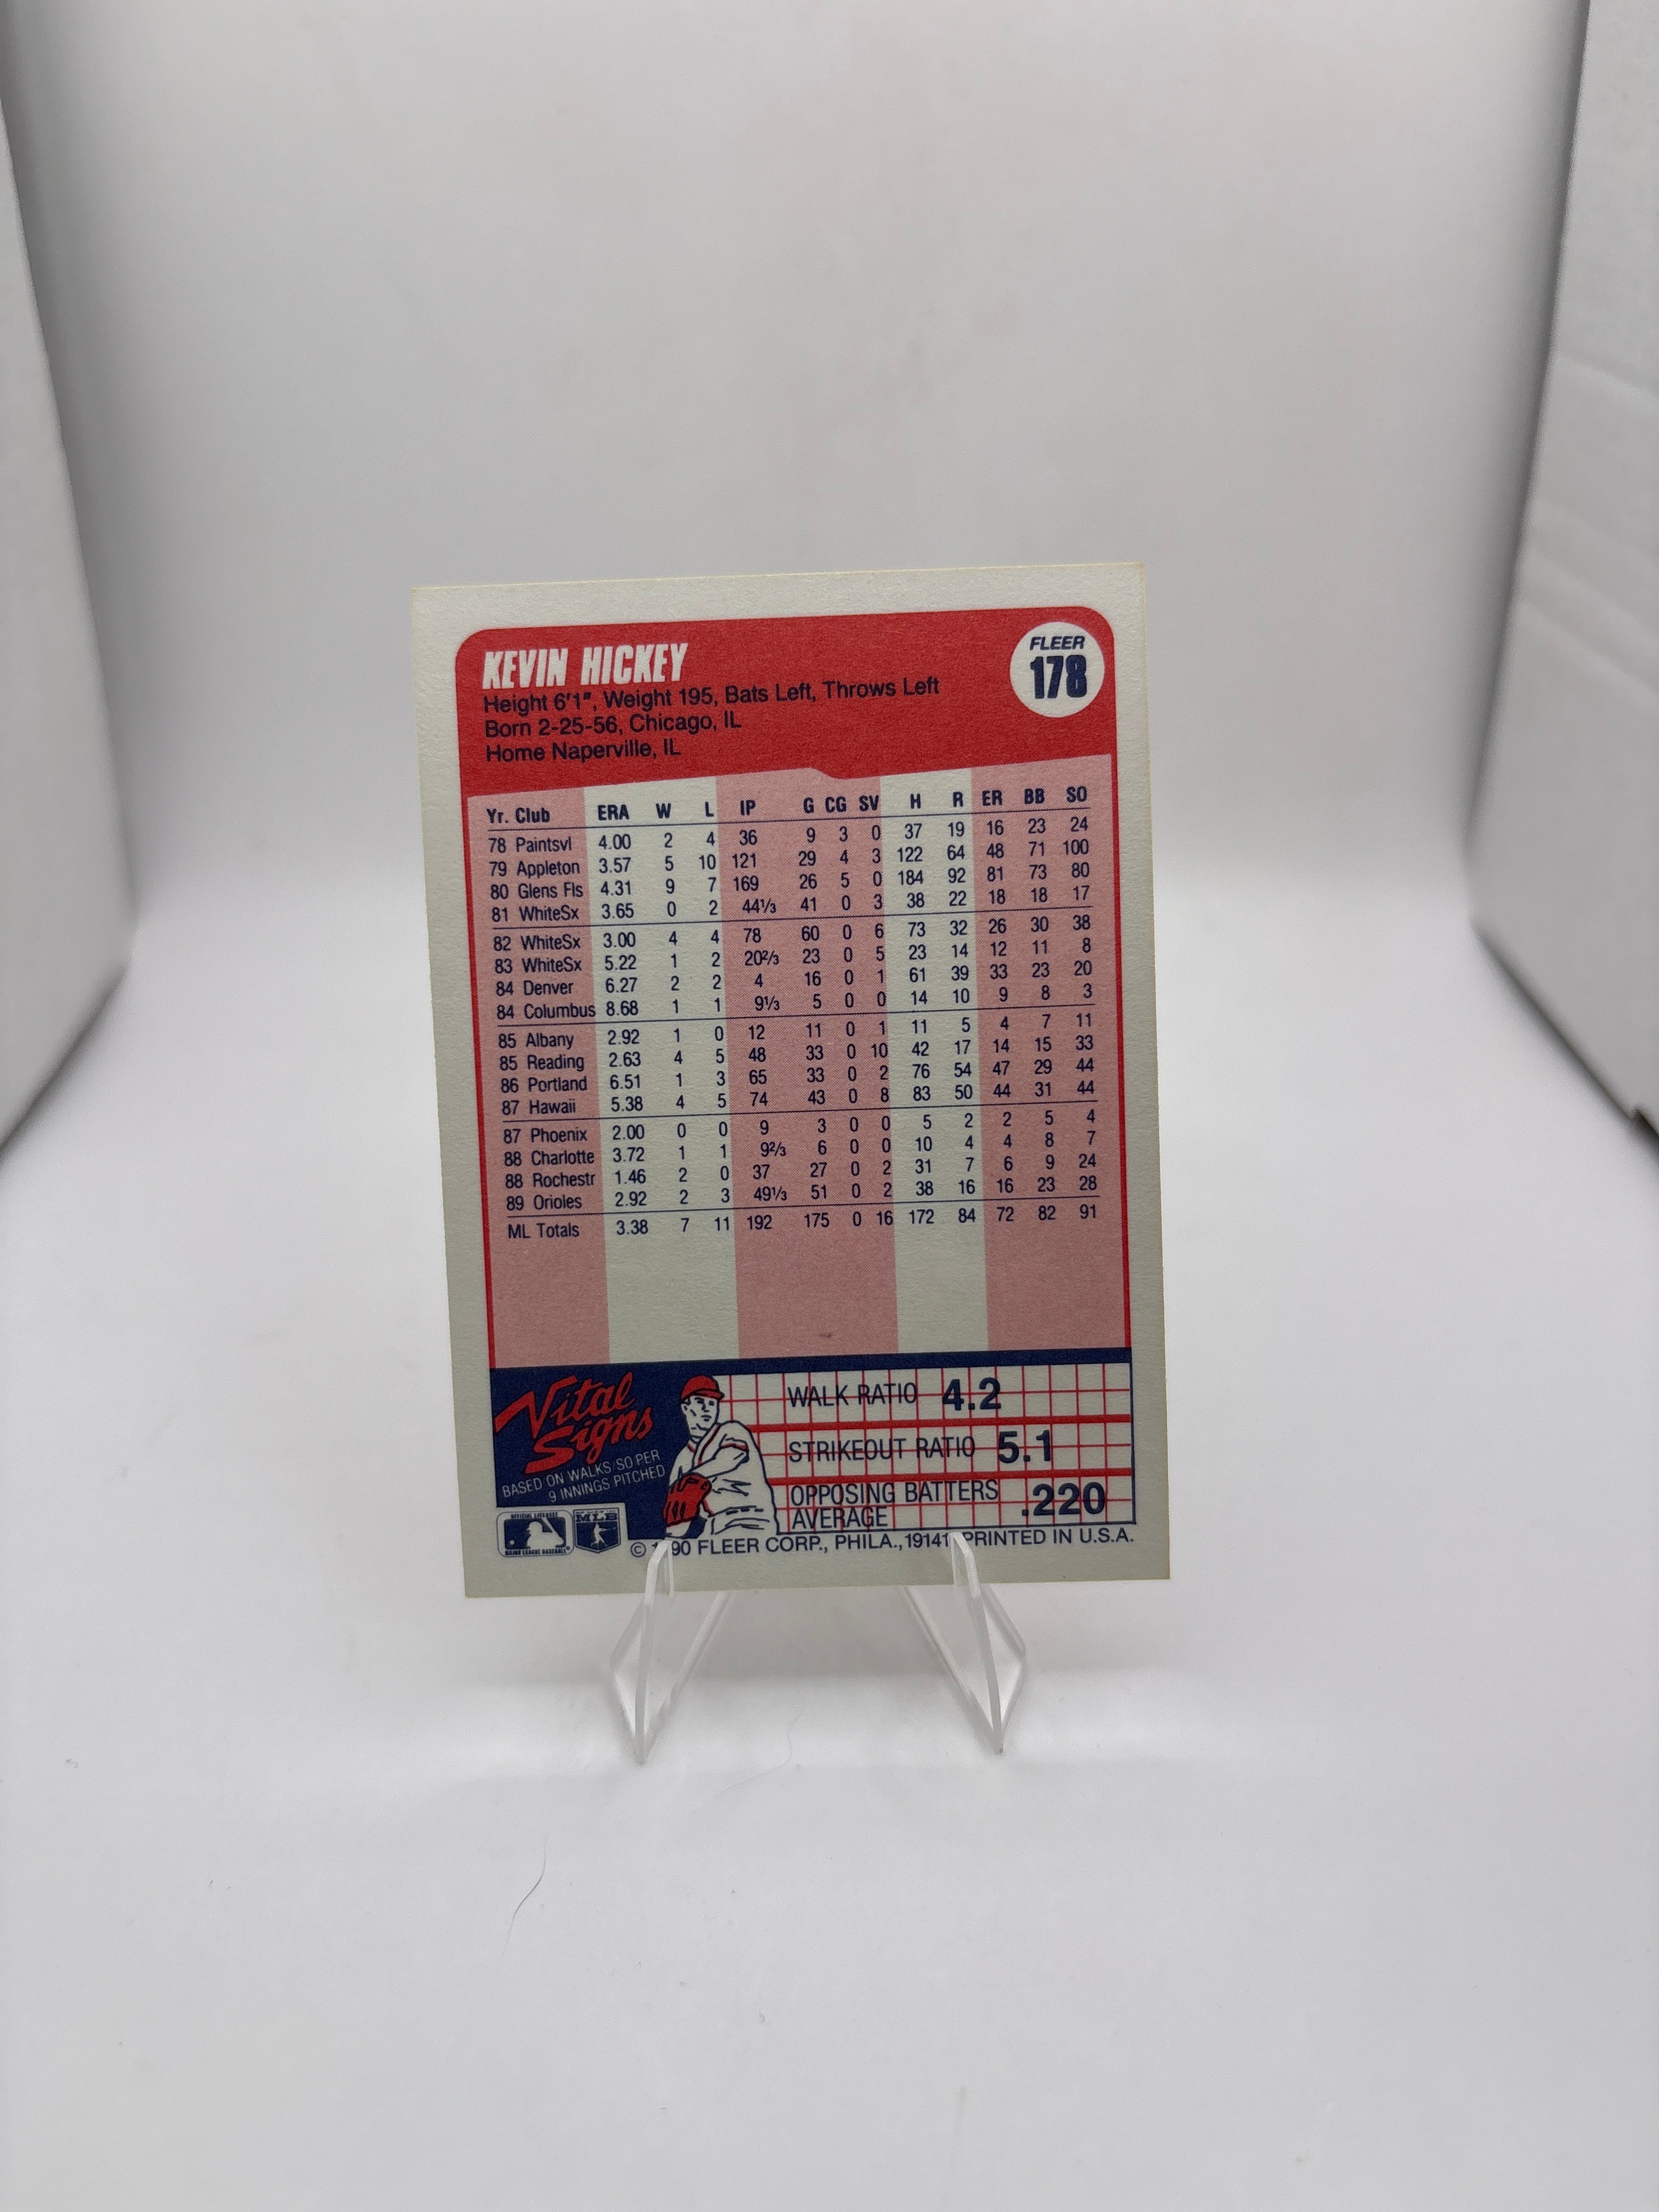 KEVIN HICKEY
FLEER
178
Height 6'1", Weight 195, Bats Left, Throws Left
Born 2-25-56, Chicago, IL
Home Naperville, IL
Yr. Club ERA W L IP G CG SV H R ER BB SO
78 Paintsvl 4.00 2 4 36 9 3 0 37 19 16 23 24
79 Appleton 3.57 5 10 121 29 4 3 122 64 48 71 100
80 Glens Fls 4.31 9 7 169 26 5 0 184 92 81 73 80
81 WhiteSx 3.65 0 2 44⅓ 41 0 3 38 22 18 18 17
82 WhiteSx 3.00 4 4 78 60 0 6 73 32 26 30 38
83 WhiteSx 5.22 1 2 20⅔ 23 0 5 23 14 12 11 8
84 Denver 6.27 2 2 4 16 0 1 61 39 33 23 20
84 Columbus 8.68 1 1 9⅓ 5 0 0 14 10 9 8 3
85 Albany 2.92 1 0 12 11 0 1 11 5 4 7 11
85 Reading 2.63 4 5 48 33 0 10 42 17 14 15 33
86 Portland 6.51 1 3 65 33 0 2 76 54 47 29 44
87 Hawaii 5.38 4 5 74 43 0 8 83 50 44 31 44
87 Phoenix 2.00 0 0 9 3 0 0 5 2 2 5 4
88 Charlotte 3.72 1 1 9⅔ 6 0 0 10 4 4 8 7
88 Rochestr 1.46 2 0 37 27 0 2 31 7 6 9 24
89 Orioles 2.92 2 3 49⅓ 51 0 2 38 16 16 23 28
ML Totals 3.38 7 11 192 175 0 16 172 84 72 82 91
Vital
Signs
BASED ON WALKS/SO PER
9 INNINGS PITCHED
WALK RATIO 4.2
STRIKEOUT RATIO 5.1
OPPOSING BATTERS
AVERAGE .220
MLB
© 1990 FLEER CORP., PHILA., 19141 PRINTED IN U.S.A.